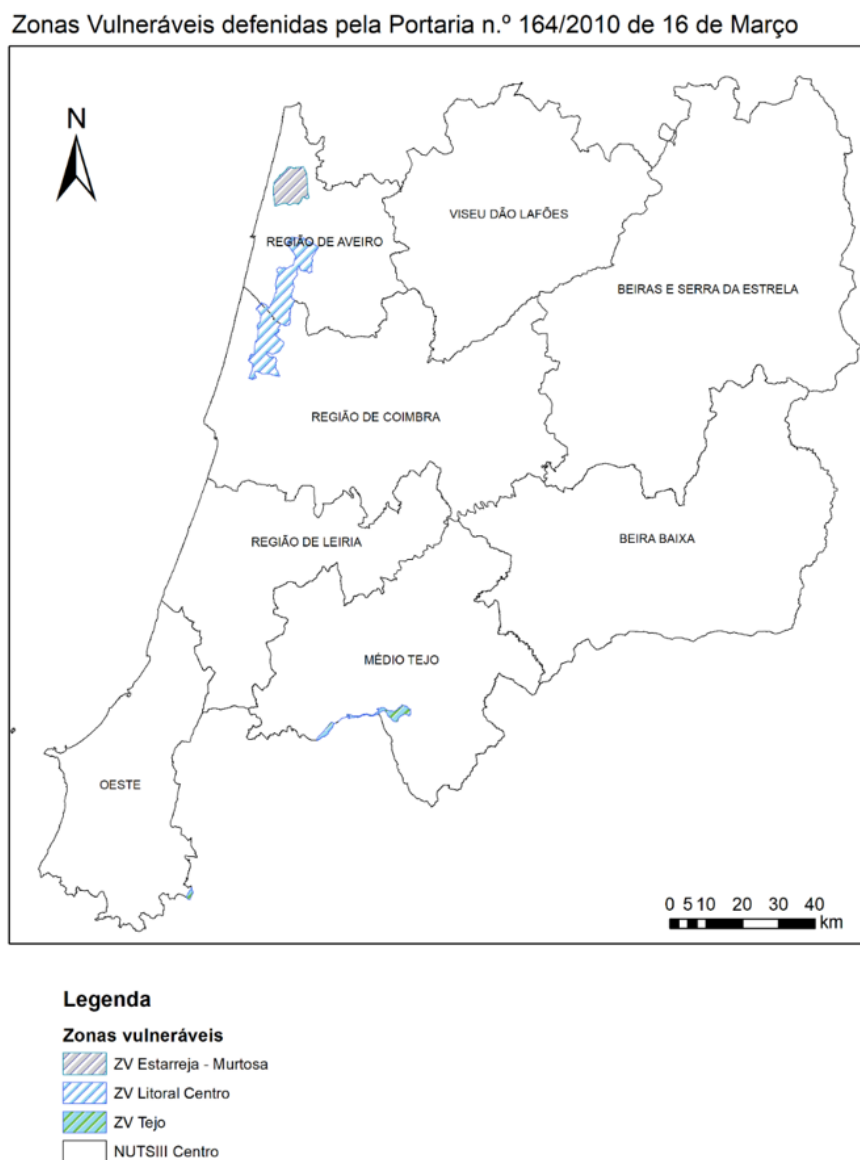 Zonas Vulneráveis defenidas pela Portaria n.º 164/2010 de 16 de Março
N
VISEU DÃO LAFÕES
REGIÃO DE AVEIRO
BEIRAS E SERRA DA ESTRELA
REGIÃO DE COIMBRA
REGIÃO DE LEIRIA
BEIRA BAIXA
MÉDIO TEJO
OESTE
0 5 10 20 30 40
km
Legenda
Zonas vulneráveis
ZV Estarreja - Murtosa
ZV Litoral Centro
ZV Tejo
NUTSIII Centro